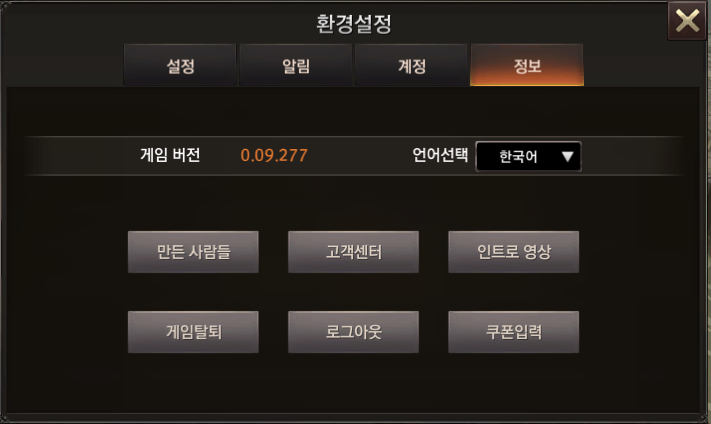 환경설정
설정 알림 계정 정보
게임 버전 0.09.277 언어선택 한국어
만든 사람들 고객센터 인트로 영상
게임탈퇴 로그아웃 쿠폰입력